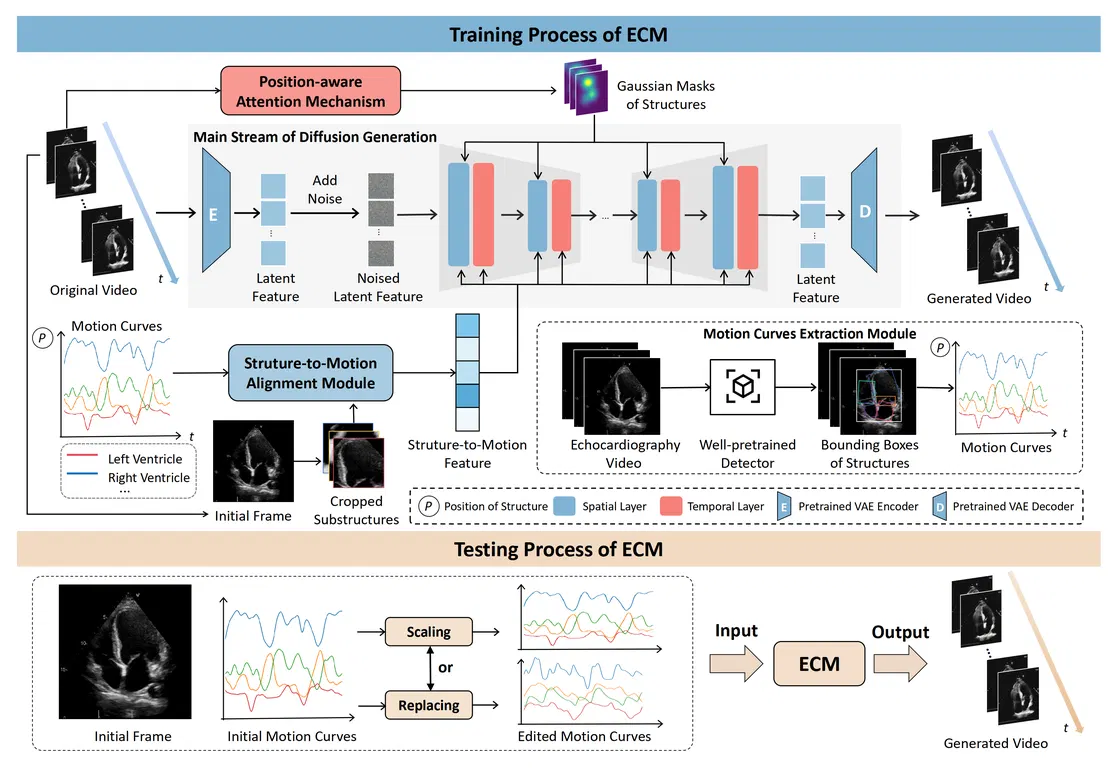 Training Process of ECM
Position-aware
Attention Mechanism
Gaussian Masks
of Structures
Main Stream of Diffusion Generation
E
Add
Noise
...
D
t
Original Video
Latent
Feature
Noised
Latent Feature
Latent
Feature
t
Generated Video
P
Motion Curves
t
Left Ventricle
Right Ventricle
...
Struture-to-Motion
Alignment Module
Initial Frame
Cropped
Substructures
Struture-to-Motion
Feature
Motion Curves Extraction Module
Echocardiography
Video
Well-pretrained
Detector
Bounding Boxes
of Structures
P
t
Motion Curves
P Position of Structure
Spatial Layer
Temporal Layer
E Pretrained VAE Encoder
D Pretrained VAE Decoder
Testing Process of ECM
Initial Frame
Initial Motion Curves
Scaling
or
Replacing
Edited Motion Curves
Input
ECM
Output
t
Generated Video